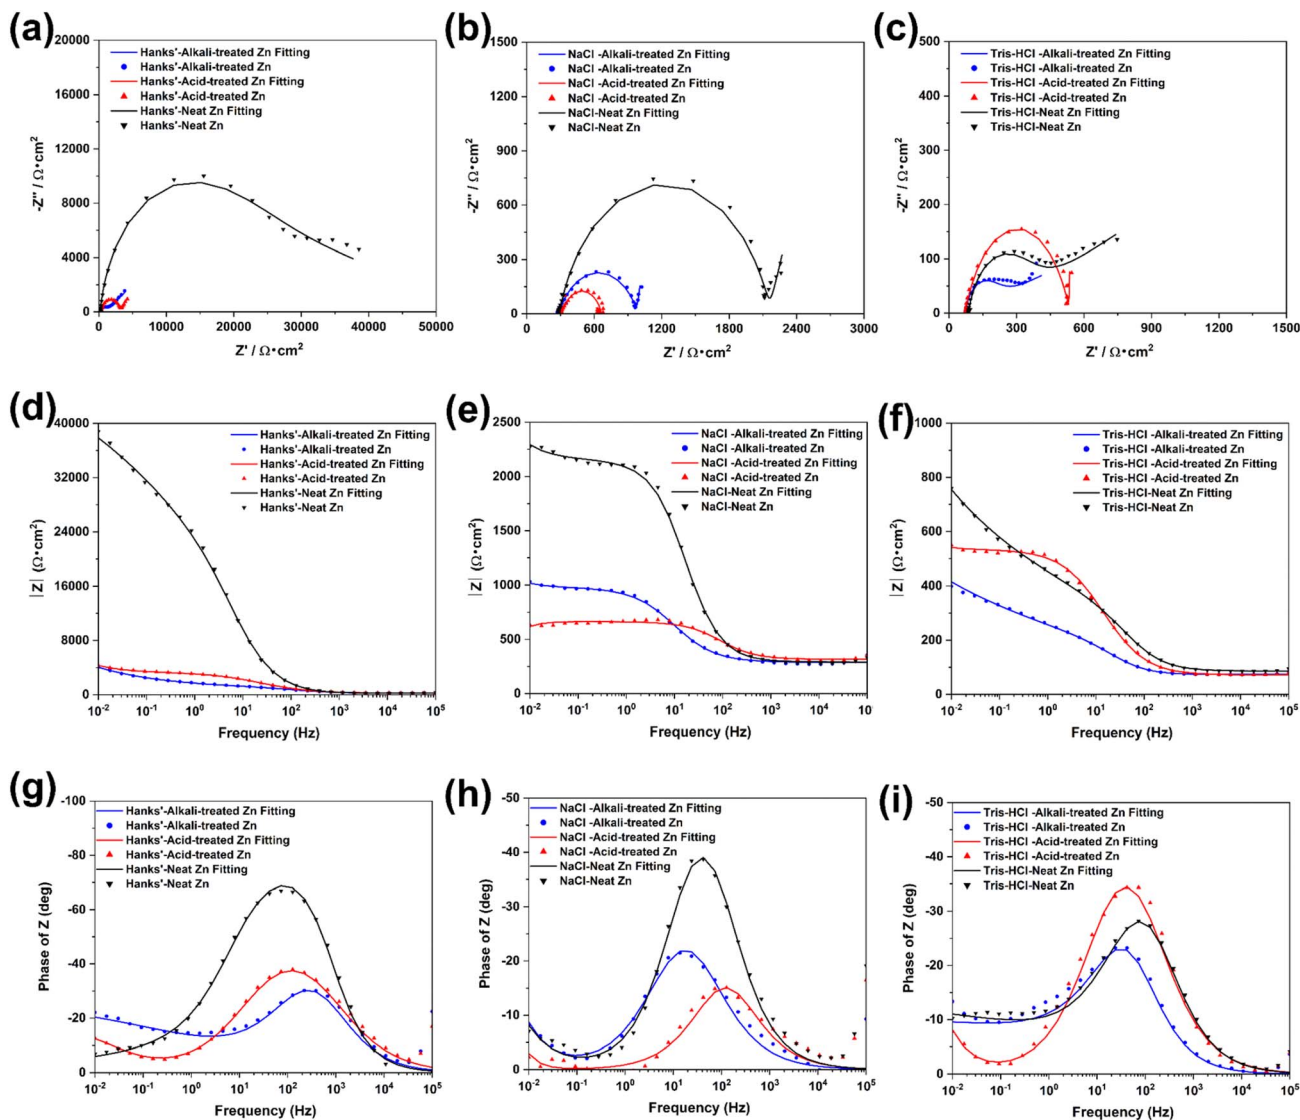 (a)
20000
16000
12000
8000
4000
0
-Z'' / Ω•cm²
Hanks'-Alkali-treated Zn Fitting
Hanks'-Alkali-treated Zn
Hanks'-Acid-treated Zn Fitting
Hanks'-Acid-treated Zn
Hanks'-Neat Zn Fitting
Hanks'-Neat Zn
0 10000 20000 30000 40000 50000
Z' / Ω•cm²
(b)
1500
1200
900
600
300
0
-Z'' / Ω•cm²
NaCl -Alkali-treated Zn Fitting
NaCl -Alkali-treated Zn
NaCl -Acid-treated Zn Fitting
NaCl -Acid-treated Zn
NaCl-Neat Zn Fitting
NaCl-Neat Zn
0 600 1200 1800 2400 3000
Z' / Ω•cm²
(c)
500
400
300
200
100
0
-Z'' / Ω•cm²
Tris-HCl -Alkali-treated Zn Fitting
Tris-HCl -Alkali-treated Zn
Tris-HCl -Acid-treated Zn Fitting
Tris-HCl -Acid-treated Zn
Tris-HCl-Neat Zn Fitting
Tris-HCl-Neat Zn
0 300 600 900 1200 1500
Z' / Ω•cm²
(d)
40000
32000
24000
16000
8000
0
|Z| (Ω•cm²)
Hanks'-Alkali-treated Zn Fitting
Hanks'-Alkali-treated Zn
Hanks'-Acid-treated Zn Fitting
Hanks'-Acid-treated Zn
Hanks'-Neat Zn Fitting
Hanks'-Neat Zn
10⁻² 10⁻¹ 10⁰ 10¹ 10² 10³ 10⁴ 10⁵
Frequency (Hz)
(e)
2500
2000
1500
1000
500
0
|Z| (Ω•cm²)
NaCl -Alkali-treated Zn Fitting
NaCl -Alkali-treated Zn
NaCl -Acid-treated Zn Fitting
NaCl -Acid-treated Zn
NaCl-Neat Zn Fitting
NaCl-Neat Zn
10⁻² 10⁻¹ 10⁰ 10¹ 10² 10³ 10⁴ 10⁵
Frequency (Hz)
(f)
1000
800
600
400
200
0
|Z| (Ω•cm²)
Tris-HCl -Alkali-treated Zn Fitting
Tris-HCl -Alkali-treated Zn
Tris-HCl -Acid-treated Zn Fitting
Tris-HCl -Acid-treated Zn
Tris-HCl-Neat Zn Fitting
Tris-HCl-Neat Zn
10⁻² 10⁻¹ 10⁰ 10¹ 10² 10³ 10⁴ 10⁵
Frequency (Hz)
(g)
-100
-80
-60
-40
-20
0
Phase of Z (deg)
Hanks'-Alkali-treated Zn Fitting
Hanks'-Alkali-treated Zn
Hanks'-Acid-treated Zn Fitting
Hanks'-Acid-treated Zn
Hanks'-Neat Zn Fitting
Hanks'-Neat Zn
10⁻² 10⁻¹ 10⁰ 10¹ 10² 10³ 10⁴ 10⁵
Frequency (Hz)
(h)
-50
-40
-30
-20
-10
0
Phase of Z (deg)
NaCl -Alkali-treated Zn Fitting
NaCl -Alkali-treated Zn
NaCl -Acid-treated Zn Fitting
NaCl -Acid-treated Zn
NaCl-Neat Zn Fitting
NaCl-Neat Zn
10⁻² 10⁻¹ 10⁰ 10¹ 10² 10³ 10⁴ 10⁵
Frequency (Hz)
(i)
-50
-40
-30
-20
-10
0
Phase of Z (deg)
Tris-HCl -Alkali-treated Zn Fitting
Tris-HCl -Alkali-treated Zn
Tris-HCl -Acid-treated Zn Fitting
Tris-HCl -Acid-treated Zn
Tris-HCl-Neat Zn Fitting
Tris-HCl-Neat Zn
10⁻² 10⁻¹ 10⁰ 10¹ 10² 10³ 10⁴ 10⁵
Frequency (Hz)